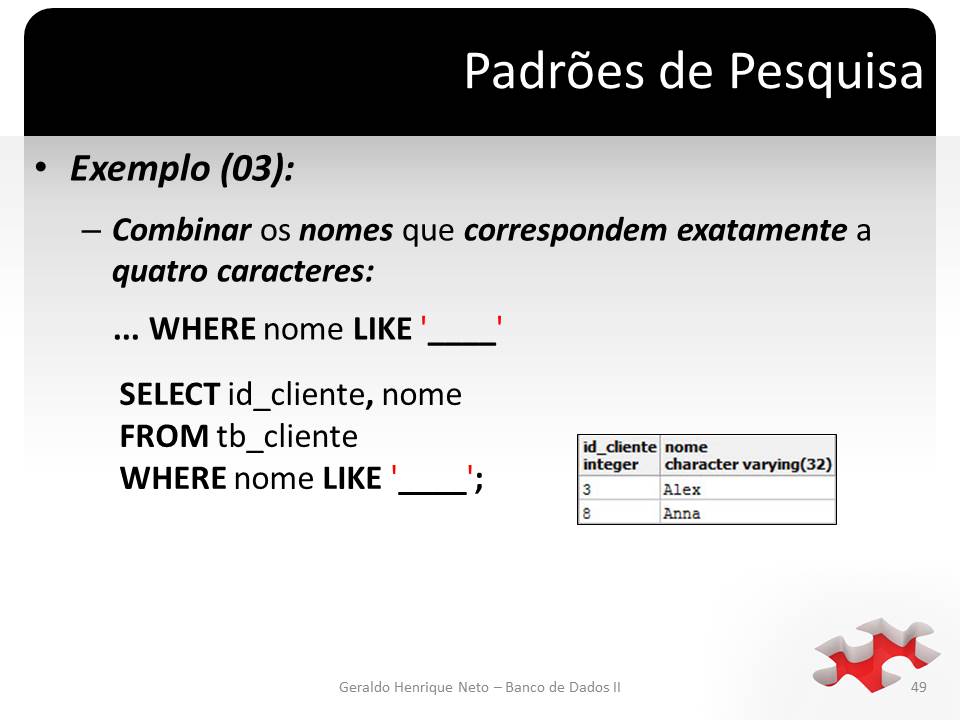 Padrões de Pesquisa
• Exemplo (03):
– Combinar os nomes que correspondem exatamente a
quatro caracteres:
... WHERE nome LIKE '____'
SELECT id_cliente, nome
FROM tb_cliente
WHERE nome LIKE '____';
id_cliente nome
integer character varying(32)
3 Alex
8 Anna
Geraldo Henrique Neto – Banco de Dados II
49